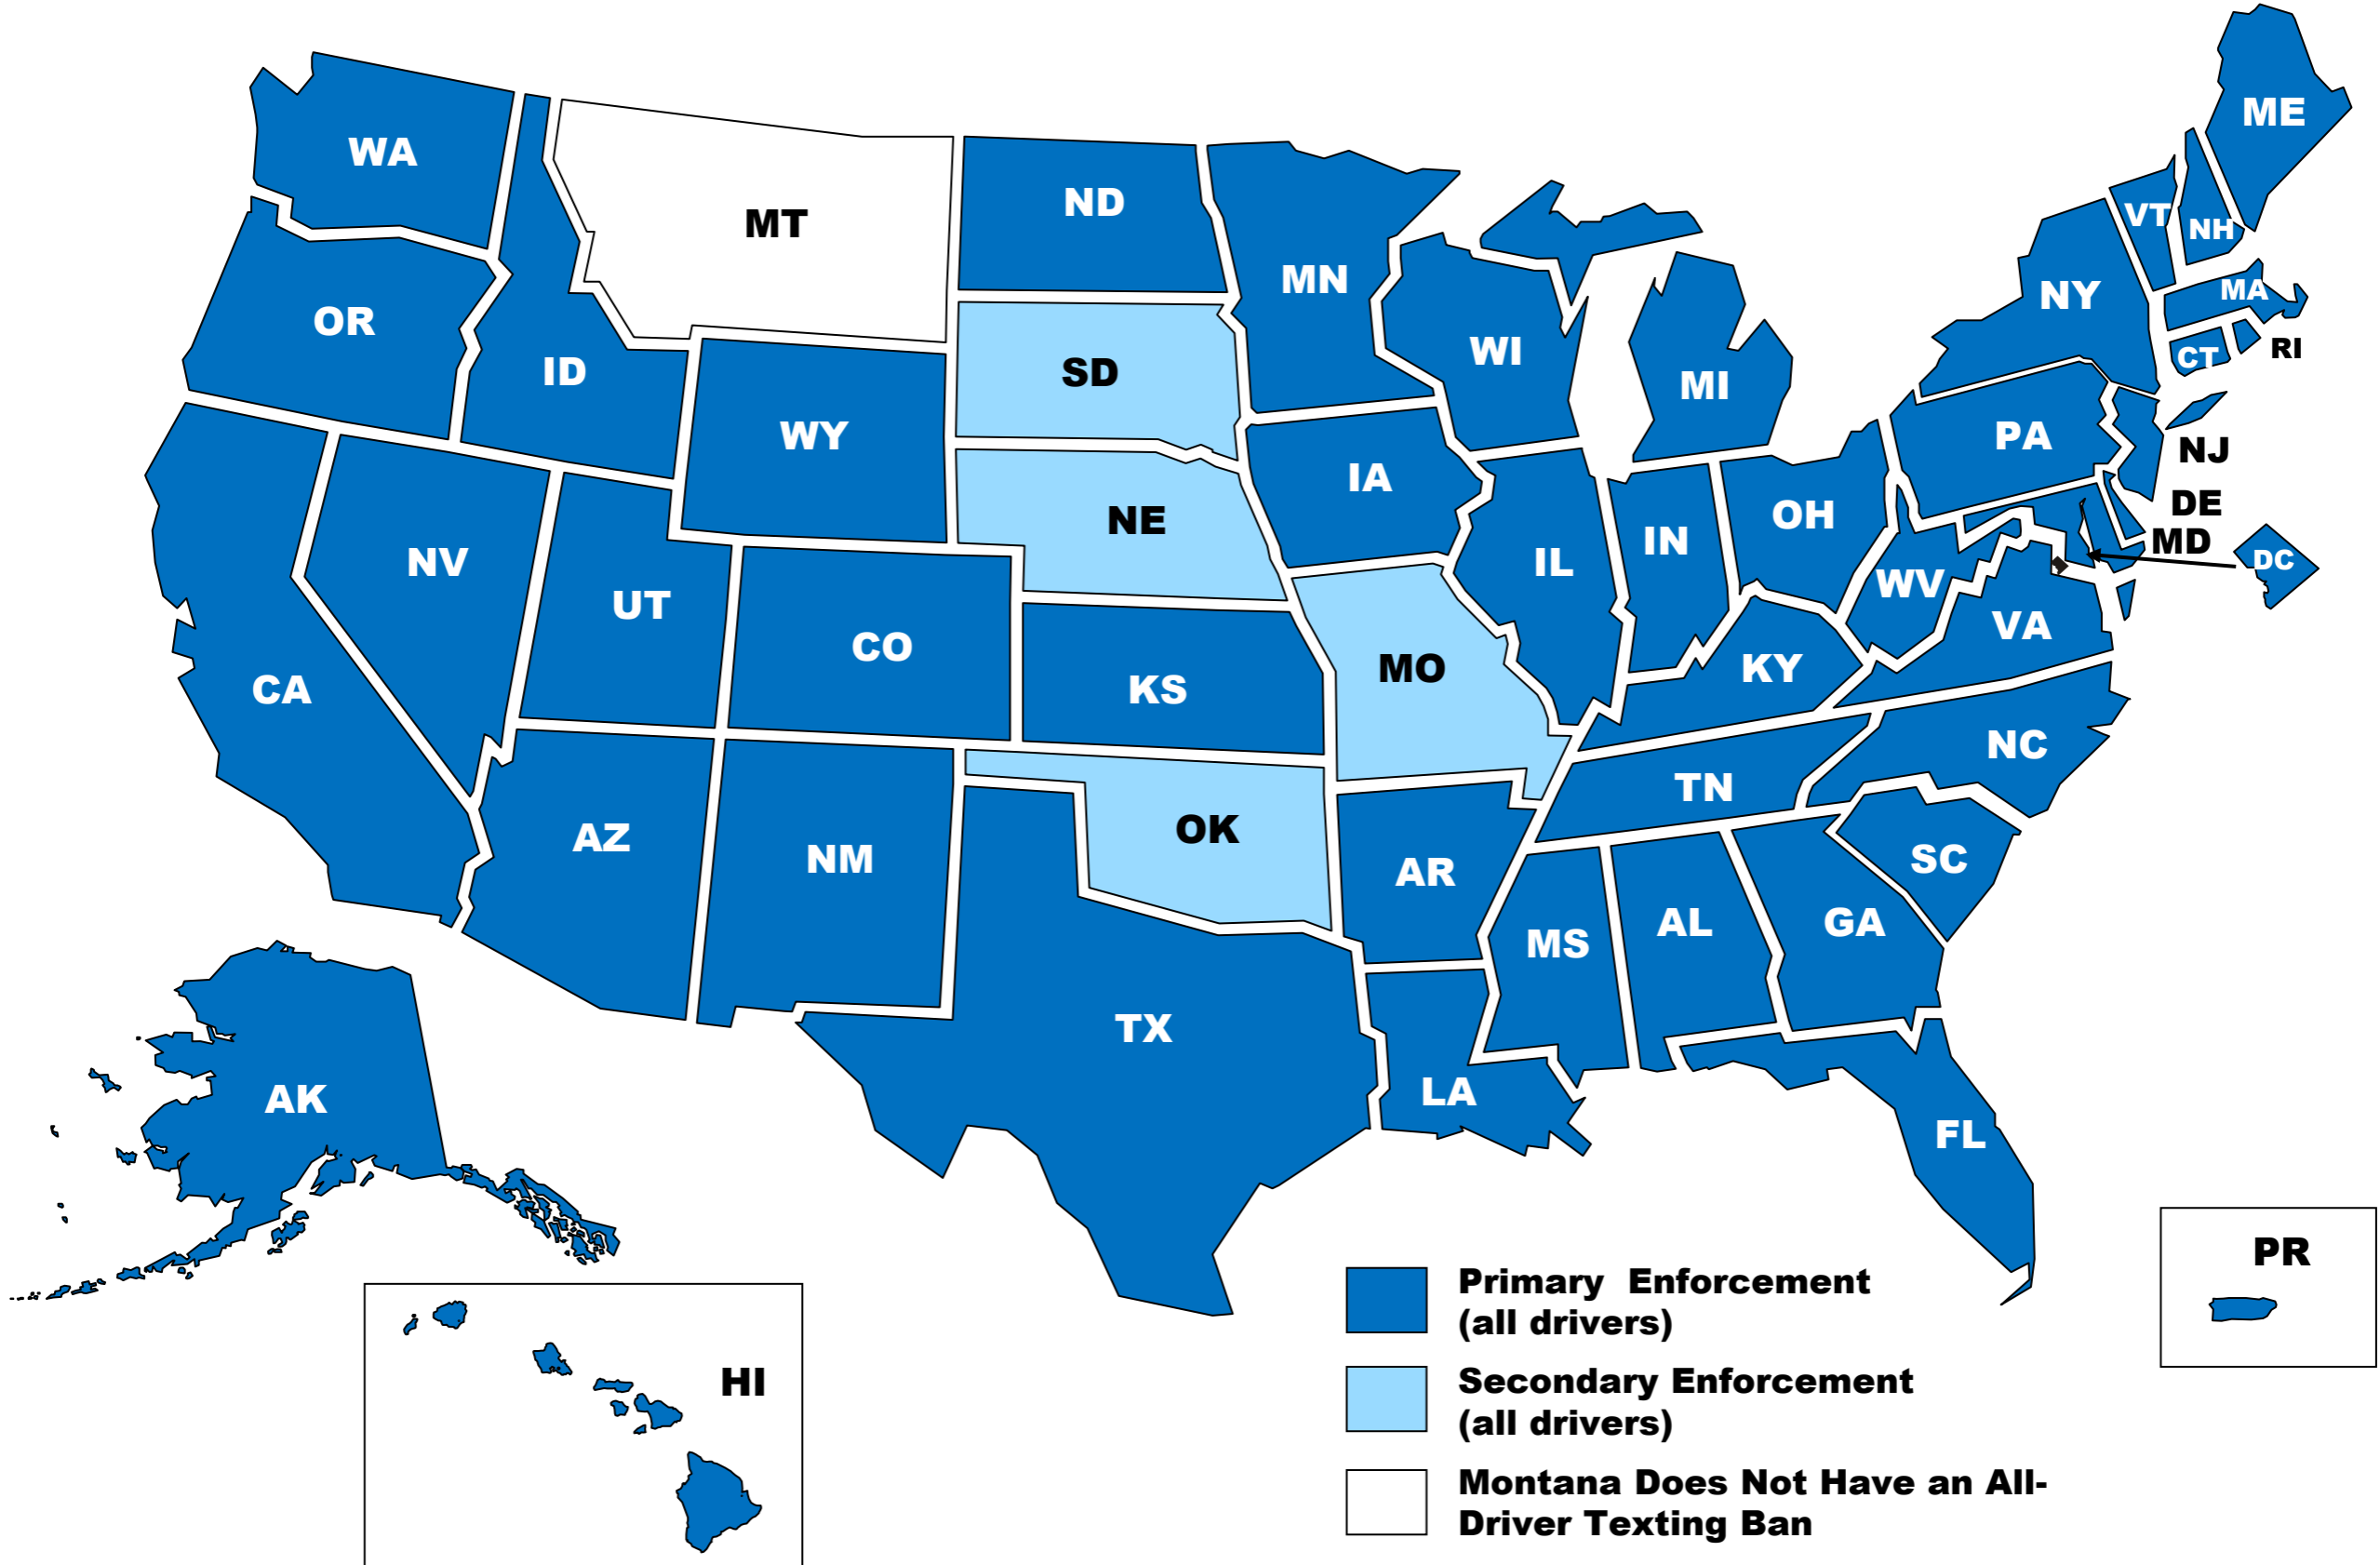 ME
WA
ND
VT
MT
NH
MN
MA
NY
OR
RI
WI
CT
ID
SD
MI
WY
PA
NJ
IA
DE
NE
OH
IN
MD
DC
NV
IL
WV
UT
VA
CO
MO
KY
CA
KS
NC
TN
OK
AZ
NM
SC
AR
AL
GA
MS
TX
LA
AK
FL
PR
HI
Primary Enforcement
(all drivers)
Secondary Enforcement
(all drivers)
Montana Does Not Have an All-
Driver Texting Ban